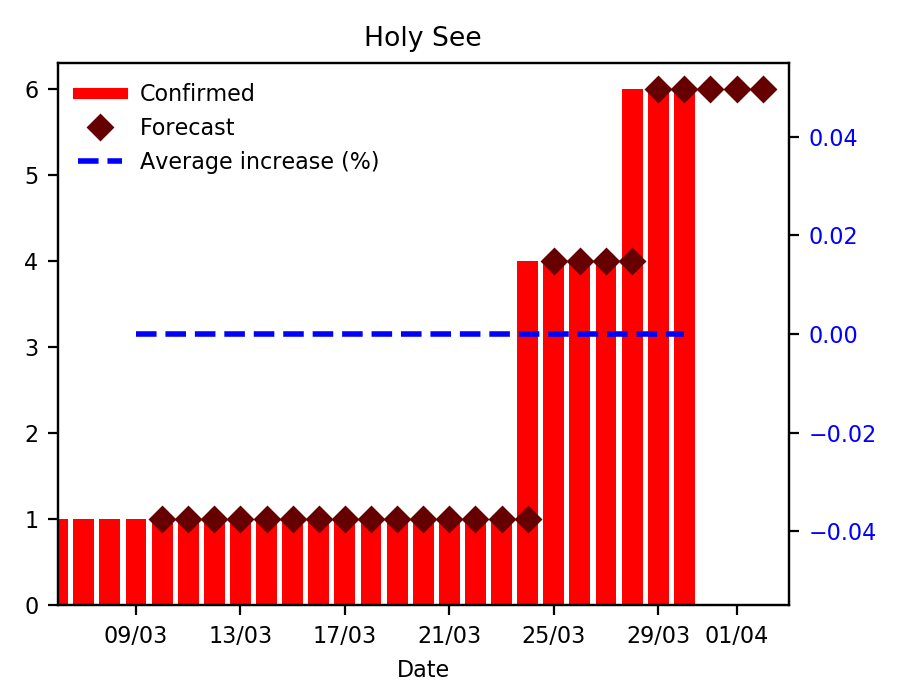 Holy See
Confirmed
Forecast
Average increase (%)
6
5
4
3
2
1
0
0.04
0.02
0.00
−0.02
−0.04
09/03 13/03 17/03 21/03 25/03 29/03 01/04
Date